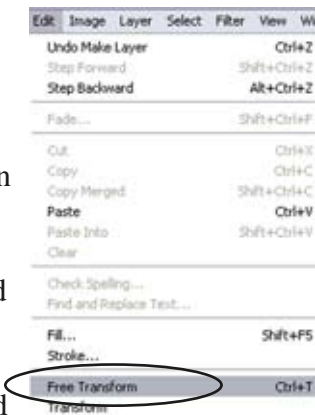 Edit Image Layer Select Filter View Wi
Undo Make Layer Ctrl+Z
Step Forward Shift+Ctrl+Z
Step Backward Alt+Ctrl+Z
Fade... Shift+Ctrl+F
Cut Ctrl+X
Copy Ctrl+C
Copy Merged Shift+Ctrl+C
Paste Ctrl+V
Paste Into Shift+Ctrl+V
Clear
Check Spelling...
Find and Replace Text...
Fill... Shift+F5
Stroke...
Free Transform Ctrl+T
Transform